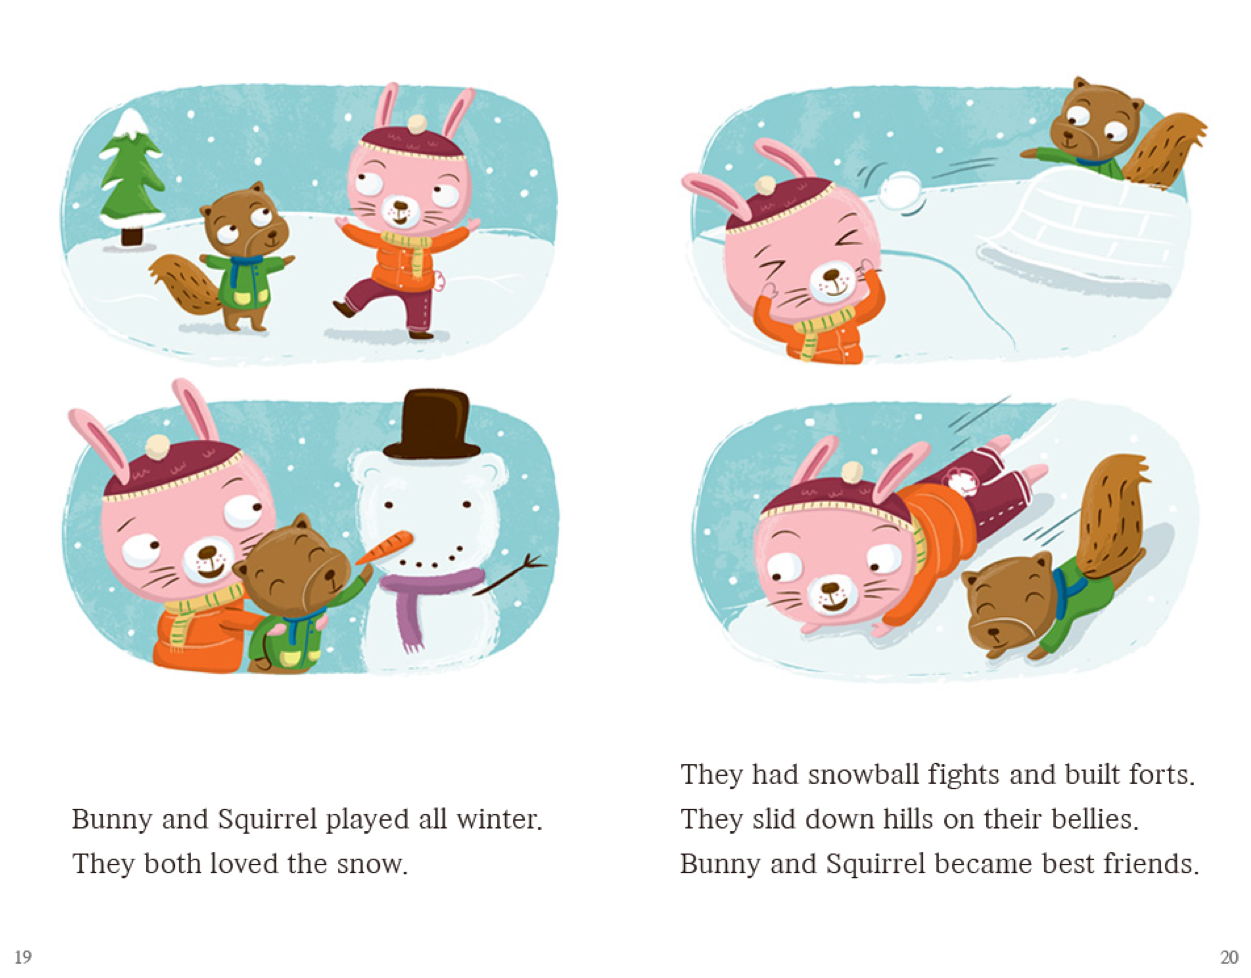 Bunny and Squirrel played all winter.
They both loved the snow.
19
They had snowball fights and built forts.
They slid down hills on their bellies.
Bunny and Squirrel became best friends.
20